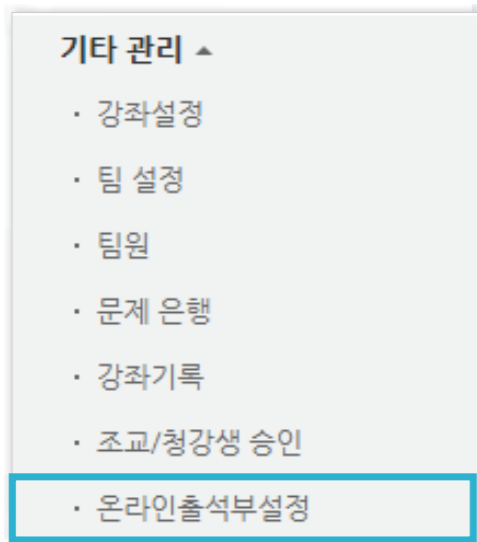 기타 관리 ▲
· 강좌설정
· 팀 설정
· 팀원
· 문제 은행
· 강좌기록
· 조교/청강생 승인
· 온라인출석부설정